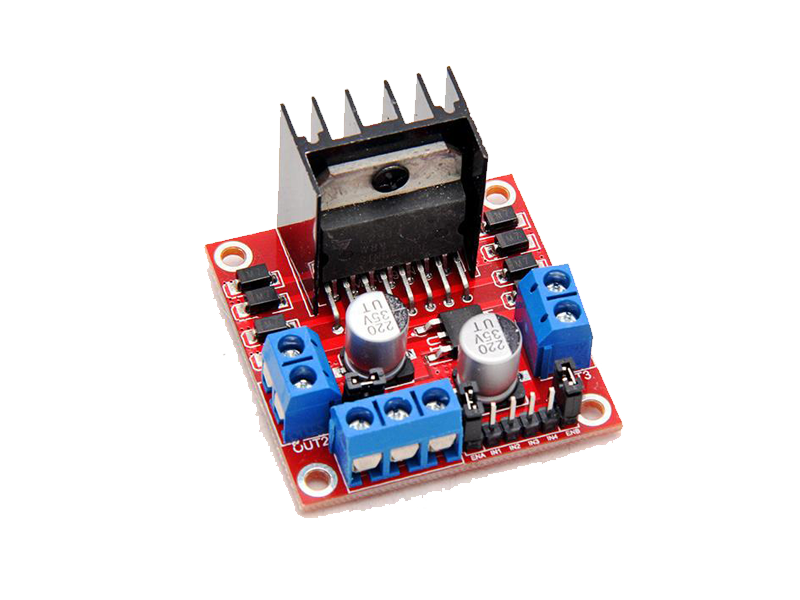 220
35V
UT
220
35V
UT
OUT2
T3
ENA IN1 IN2 IN3 IN4 ENB